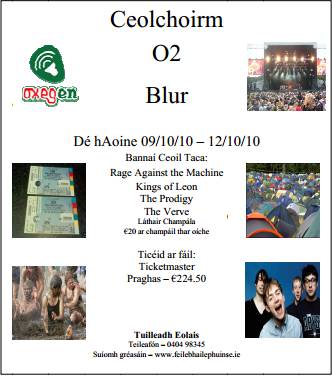 Ceolchoirm
O2
oxegen
Blur
Dé hAoine 09/10/10 – 12/10/10
Bannaí Ceoil Taca:
Rage Against the Machine
Kings of Leon
The Prodigy
The Verve
Láthair Champála
€20 ar champáil thar oíche
Ticéid ar fáil:
Ticketmaster
Praghas – €224.50
Tuilleadh Eolais
Teileafón – 0404 98345
Suíomh gréasáin – www.feilebhailephuinse.ie